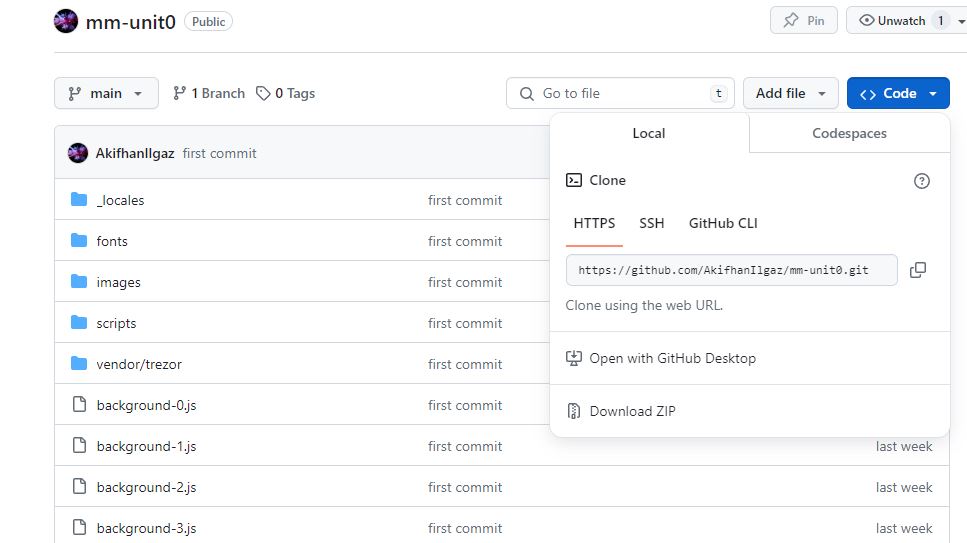 mm-unit0 Public Pin Unwatch 1
main 1 Branch 0 Tags Go to file t Add file Code
AkifhanIlgaz first commit
_locales first commit
fonts first commit
images first commit
scripts first commit
vendor/trezor first commit
background-0.js first commit
background-1.js first commit last week
background-2.js first commit last week
background-3.js first commit last week
Local Codespaces
Clone
HTTPS SSH GitHub CLI
https://github.com/AkifhanIlgaz/mm-unit0.git
Clone using the web URL.
Open with GitHub Desktop
Download ZIP